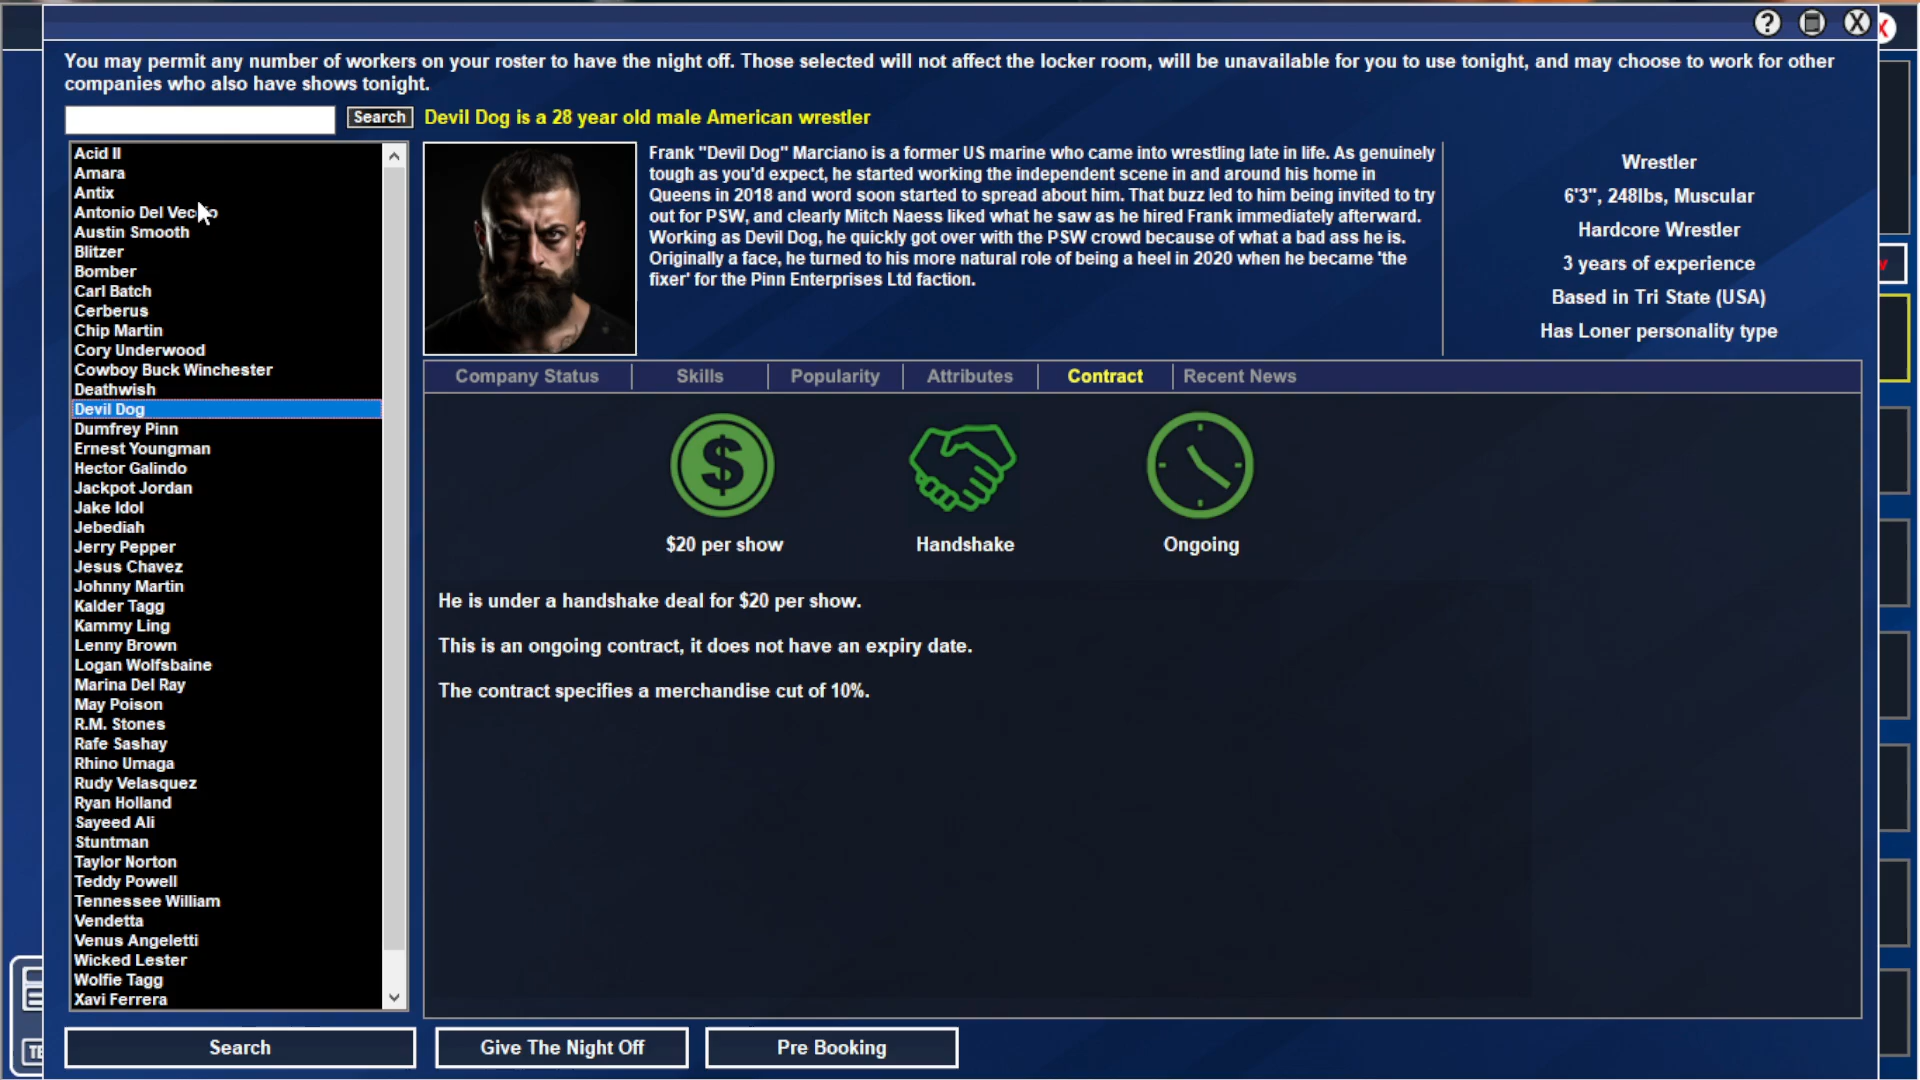 You may permit any number of workers on your roster to have the night off. Those selected will not affect the locker room, will be unavailable for you to use tonight, and may choose to work for other
companies who also have shows tonight.
Search
Devil Dog is a 28 year old male American wrestler
Acid II
Amara
Antix
Antonio Del
Austin Smooth
Blitzer
Bomber
Carl Batch
Cerberus
Chip Martin
Cory Underwood
Cowboy Buck Winchester
Deathwish
Devil Dog
Dumfrey Pinn
Ernest Youngman
Hector Galindo
Jackpot Jordan
Jake Idol
Jebediah
Jerry Pepper
Jesus Chavez
Johnny Martin
Kalder Tagg
Kammy Ling
Lenny Brown
Logan Wolfsbaine
Marina Del Ray
May Poison
R.M. Stones
Rafe Sashay
Rhino Umaga
Rudy Velasquez
Ryan Holland
Sayeed Ali
Stuntman
Taylor Norton
Teddy Powell
Tennessee William
Vendetta
Venus Angeletti
Wicked Lester
Wolfie Tagg
Xavi Ferrera
Frank "Devil Dog" Marciano is a former US marine who came into wrestling late in life. As genuinely
tough as you'd expect, he started working the independent scene in and around his home in
Queens in 2018 and word soon started to spread about him. That buzz led to him being invited to try
out for PSW, and clearly Mitch Naess liked what he saw as he hired Frank immediately afterward.
Working as Devil Dog, he quickly got over with the PSW crowd because of what a bad ass he is.
Originally a face, he turned to his more natural role of being a heel in 2020 when he became 'the
fixer' for the Pinn Enterprises Ltd faction.
Wrestler
6'3", 248lbs, Muscular
Hardcore Wrestler
3 years of experience
Based in Tri State (USA)
Has Loner personality type
Company Status
Skills
Popularity
Attributes
Contract
Recent News
$20 per show
Handshake
Ongoing
He is under a handshake deal for $20 per show.
This is an ongoing contract, it does not have an expiry date.
The contract specifies a merchandise cut of 10%.
Search
Give The Night Off
Pre Booking